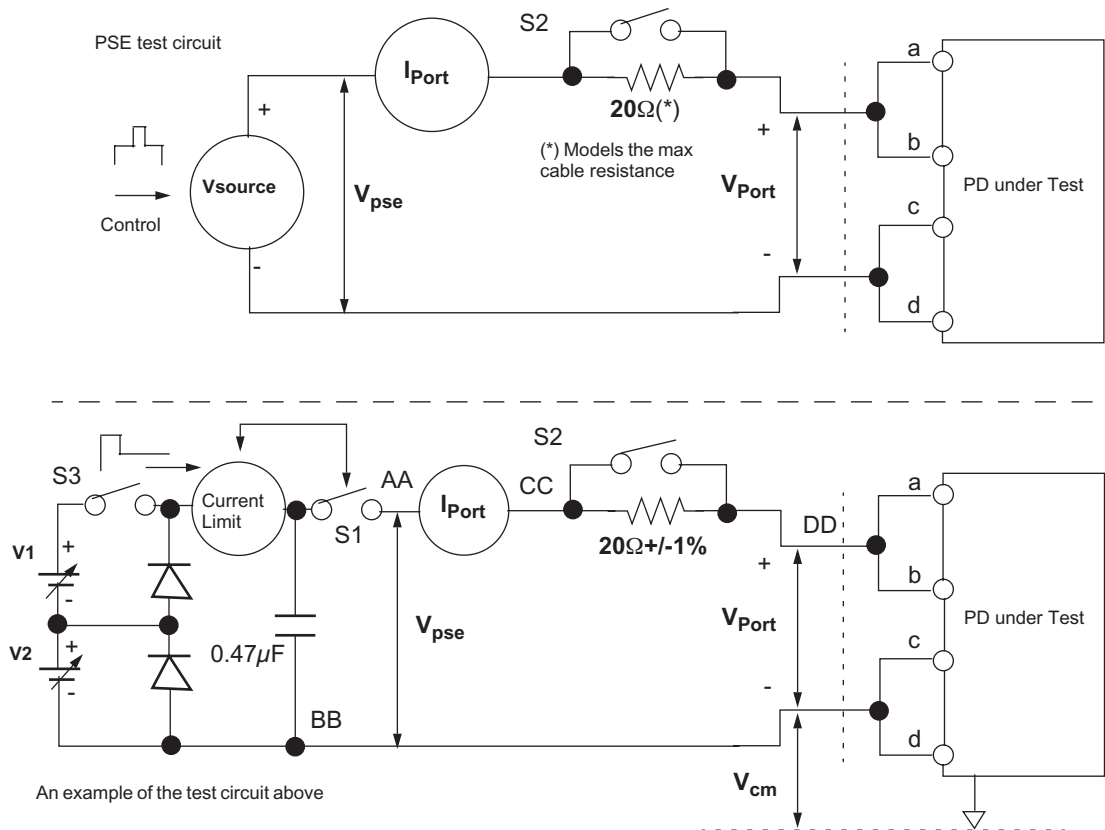 PSE test circuit
S2
a
I_Port
+
20Ω(*)
+
(*) Models the max
cable resistance
b
Vsource
V_pse
V_Port
PD under Test
Control
c
-
-
d
S3
S2
a
AA
CC
Current
Limit
I_Port
S1
DD
V1
+
20Ω+/-1%
+
-
b
V_pse
V_Port
PD under Test
V2
+
0.47µF
c
-
-
BB
d
V_cm
An example of the test circuit above